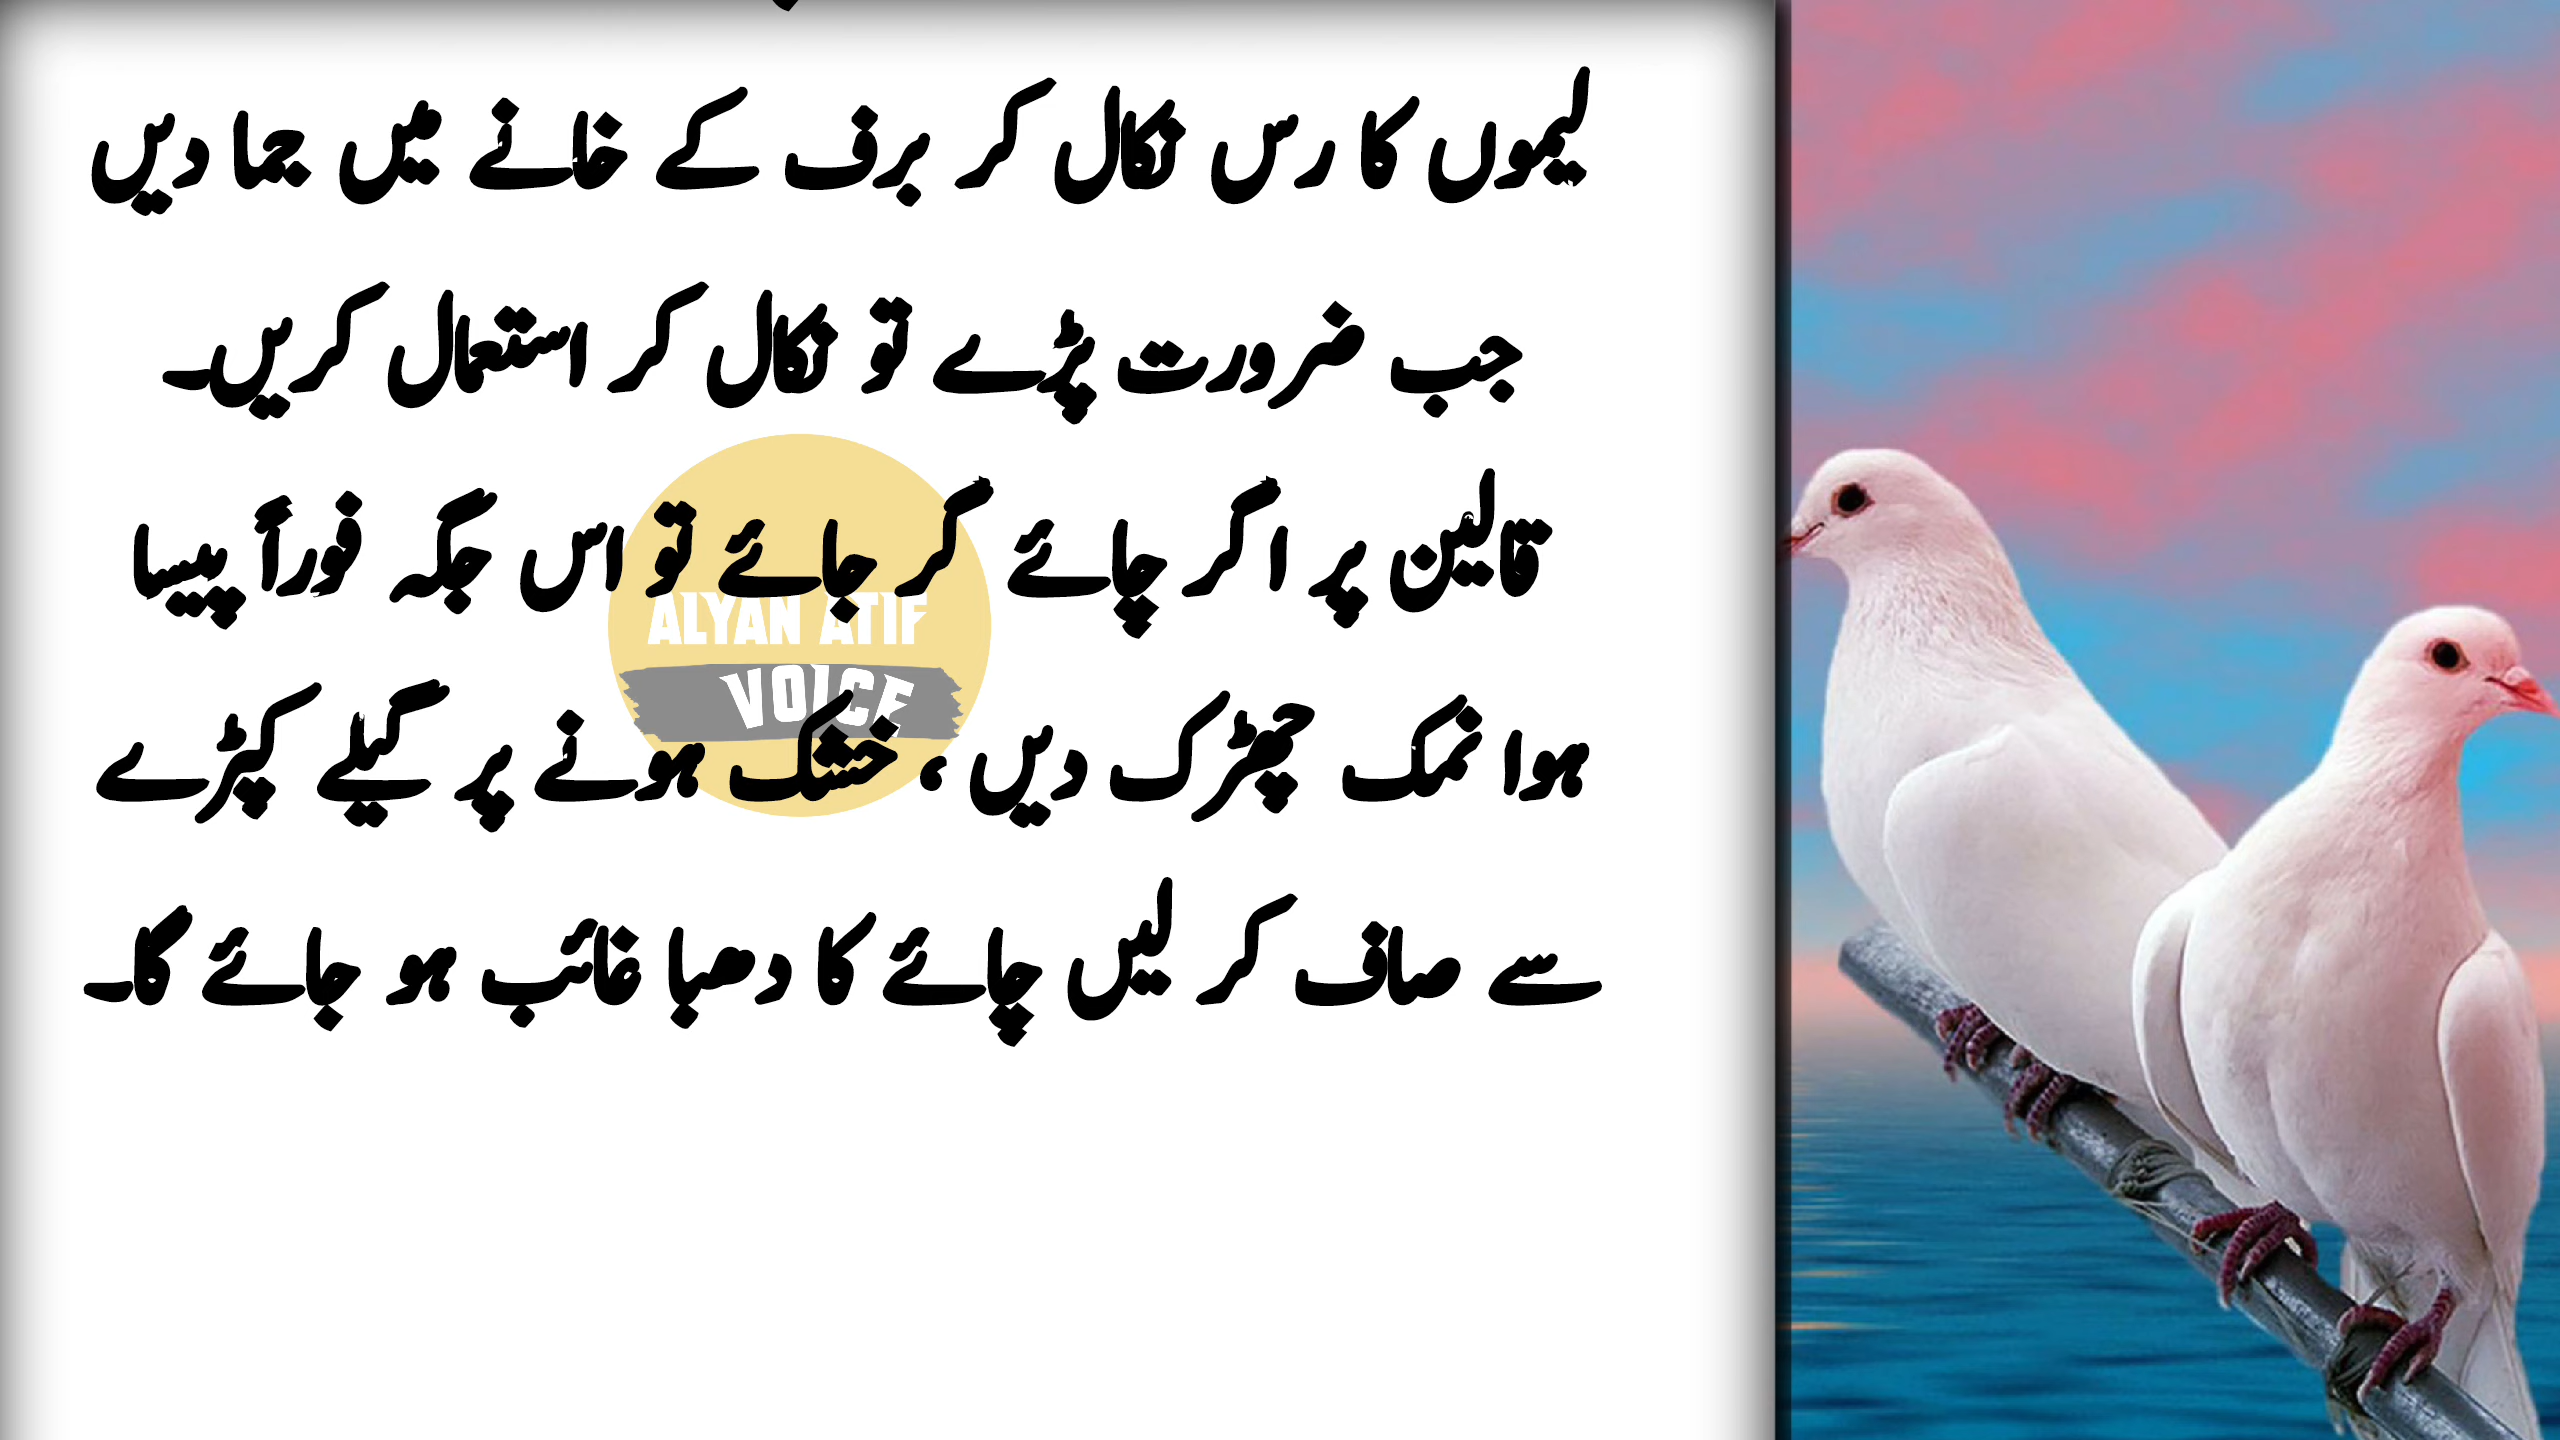 لیموں کا رس نکال کر برف کے خانے میں جما دیں
جب ضرورت پڑے تو نکال کر استعمال کریں۔
قالین پر اگر چائے گر جائے تو اس جگہ فوراً پیسا
ہوا نمک چھڑک دیں ، خشک ہونے پر گیلے کپڑے
سے صاف کر لیں چائے کا دھبا غائب ہو جائے گا۔
ALYAN ATIF
VOICE